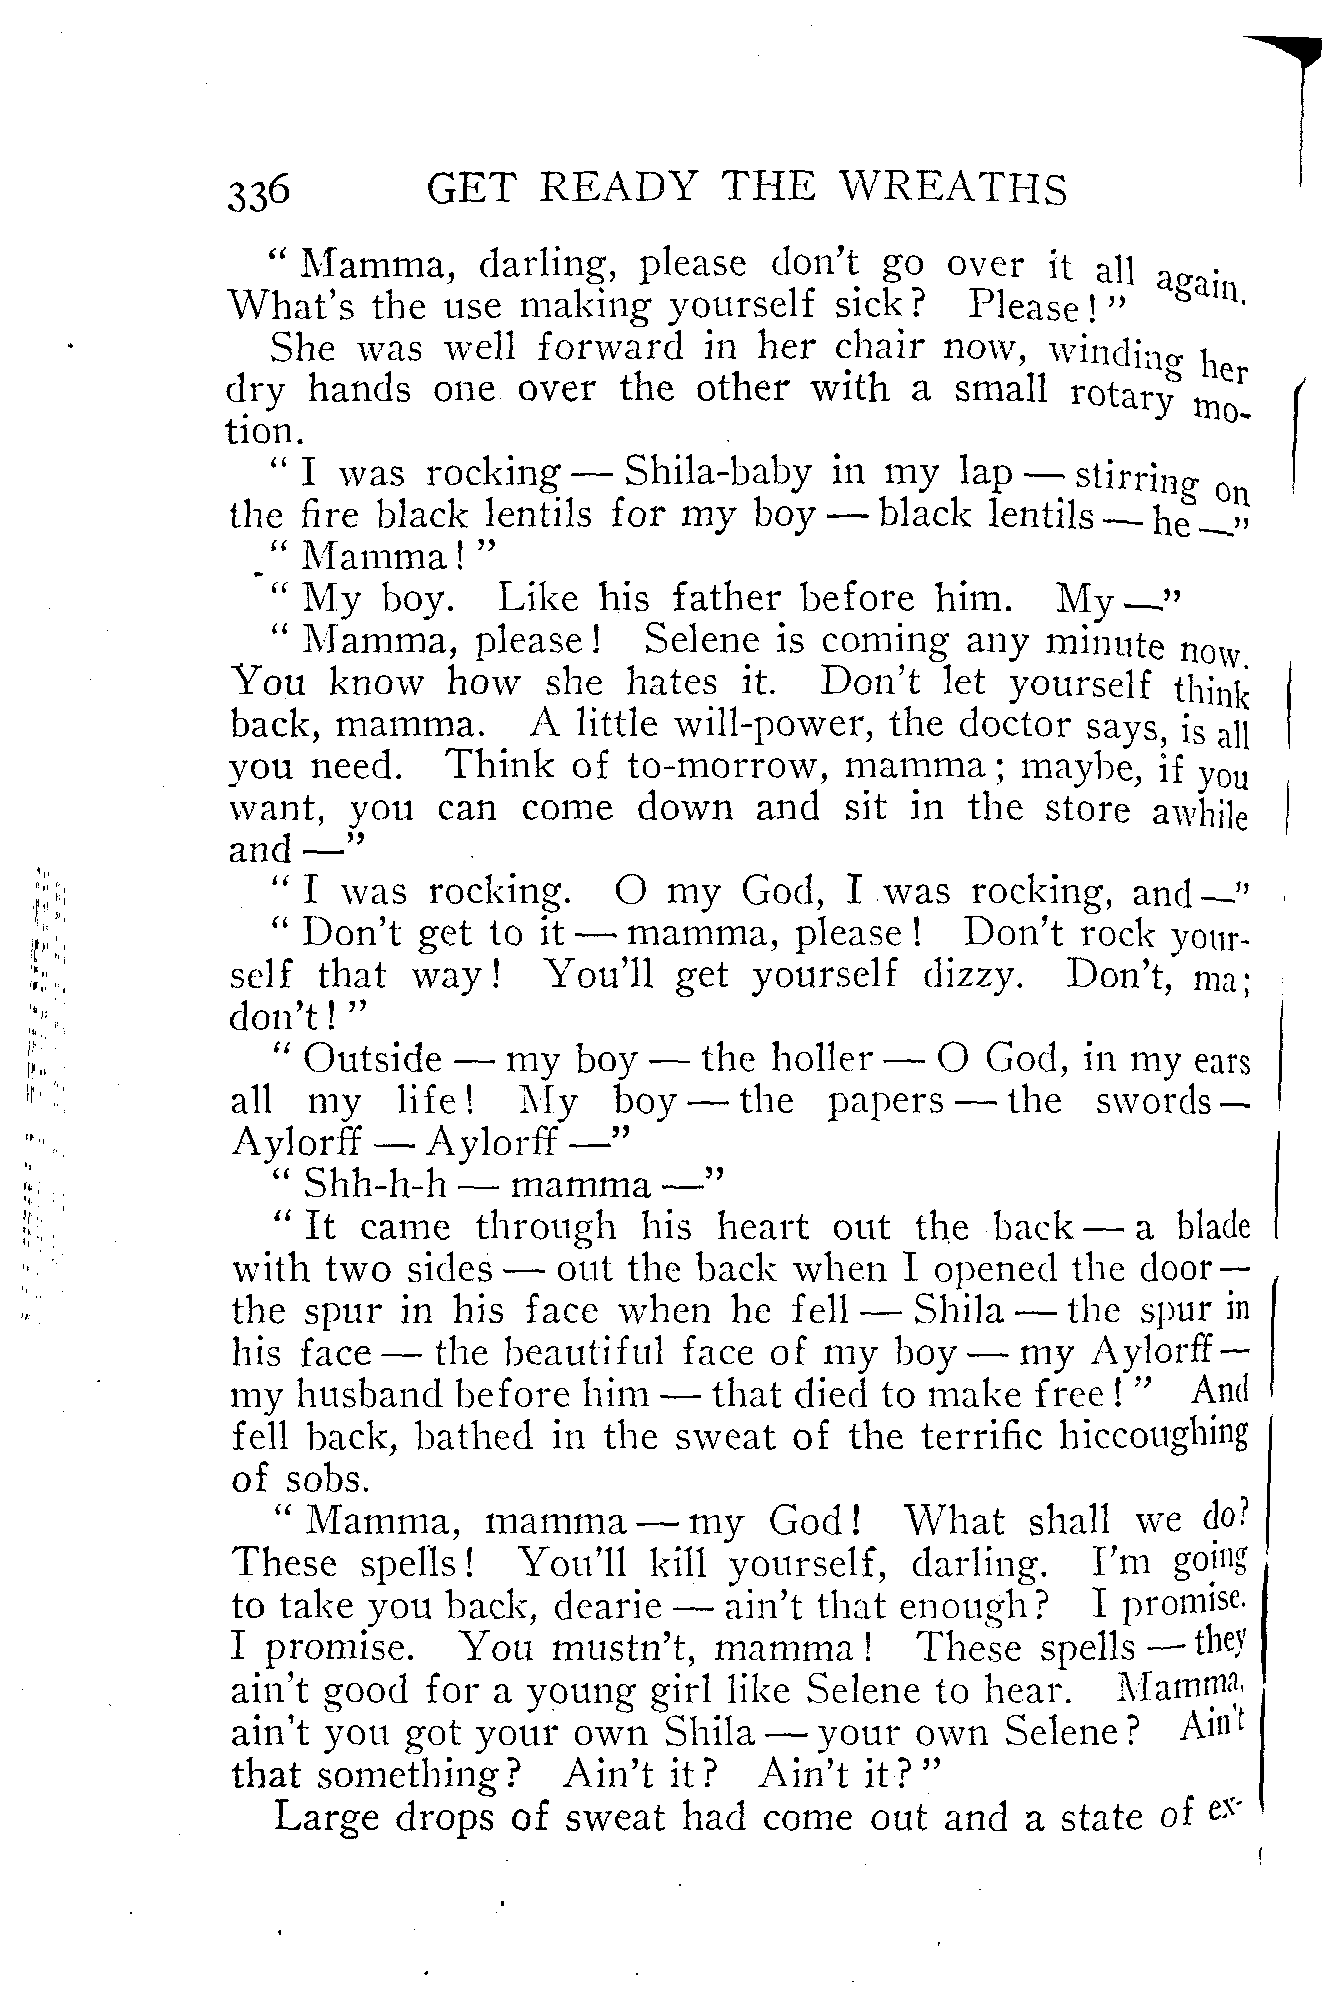 336 GET READY THE WREATHS
" Mamma, darling, please don't go over it all again.
What's the use making yourself sick? Please! "
She was well forward in her chair now, winding her
dry hands one over the other with a small rotary mo-
tion.
" I was rocking — Shila-baby in my lap — stirring on
the fire black lentils for my boy — black lentils — he —"
" Mamma! "
" My boy. Like his father before him. My —"
" Mamma, please! Selene is coming any minute now.
You know how she hates it. Don't let yourself think
back, mamma. A little will-power, the doctor says, is all
you need. Think of to-morrow, mamma; maybe, if you
want, you can come down and sit in the store awhile
and —"
" I was rocking. O my God, I was rocking, and —"
" Don't get to it — mamma, please! Don't rock your-
self that way! You'll get yourself dizzy. Don't, ma;
don't! "
" Outside — my boy — the holler — O God, in my ears
all my life! My boy — the papers — the swords —
Aylorff — Aylorff —"
" Shh-h-h — mamma —"
" It came through his heart out the back — a blade
with two sides — out the back when I opened the door —
the spur in his face when he fell — Shila — the spur in
his face — the beautiful face of my boy — my Aylorff —
my husband before him — that died to make free! " And
fell back, bathed in the sweat of the terrific hiccoughing
of sobs.
" Mamma, mamma — my God! What shall we do?
These spells! You'll kill yourself, darling. I'm going
to take you back, dearie — ain't that enough? I promise.
I promise. You mustn't, mamma! These spells — they
ain't good for a young girl like Selene to hear. Mamma,
ain't you got your own Shila — your own Selene? Ain't
that something? Ain't it? Ain't it? "
Large drops of sweat had come out and a state of ex-